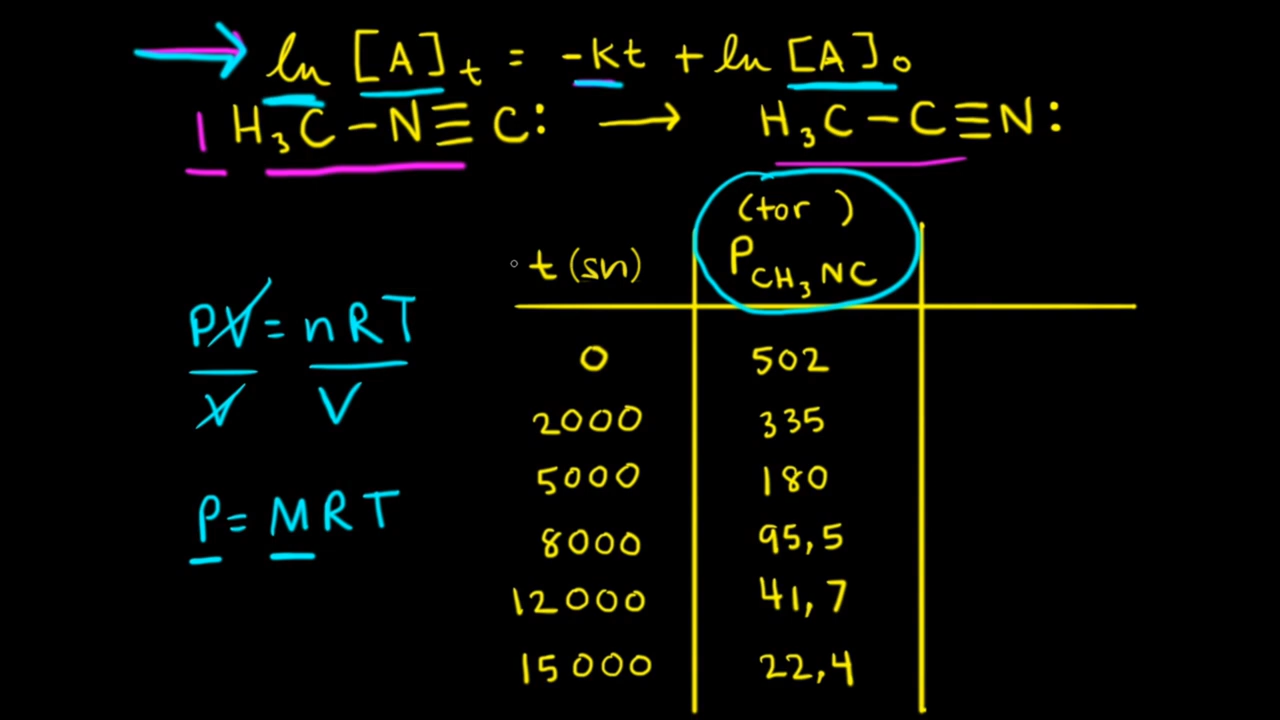 ln [A]t = -kt + ln [A]0
1 H3C-N≡C: → H3C-C≡N:
t (sn) (tor ) PCH3NC
PV = nRT
V V
P = MRT
0 502
2000 335
5000 180
8000 95,5
12000 41,7
15000 22,4